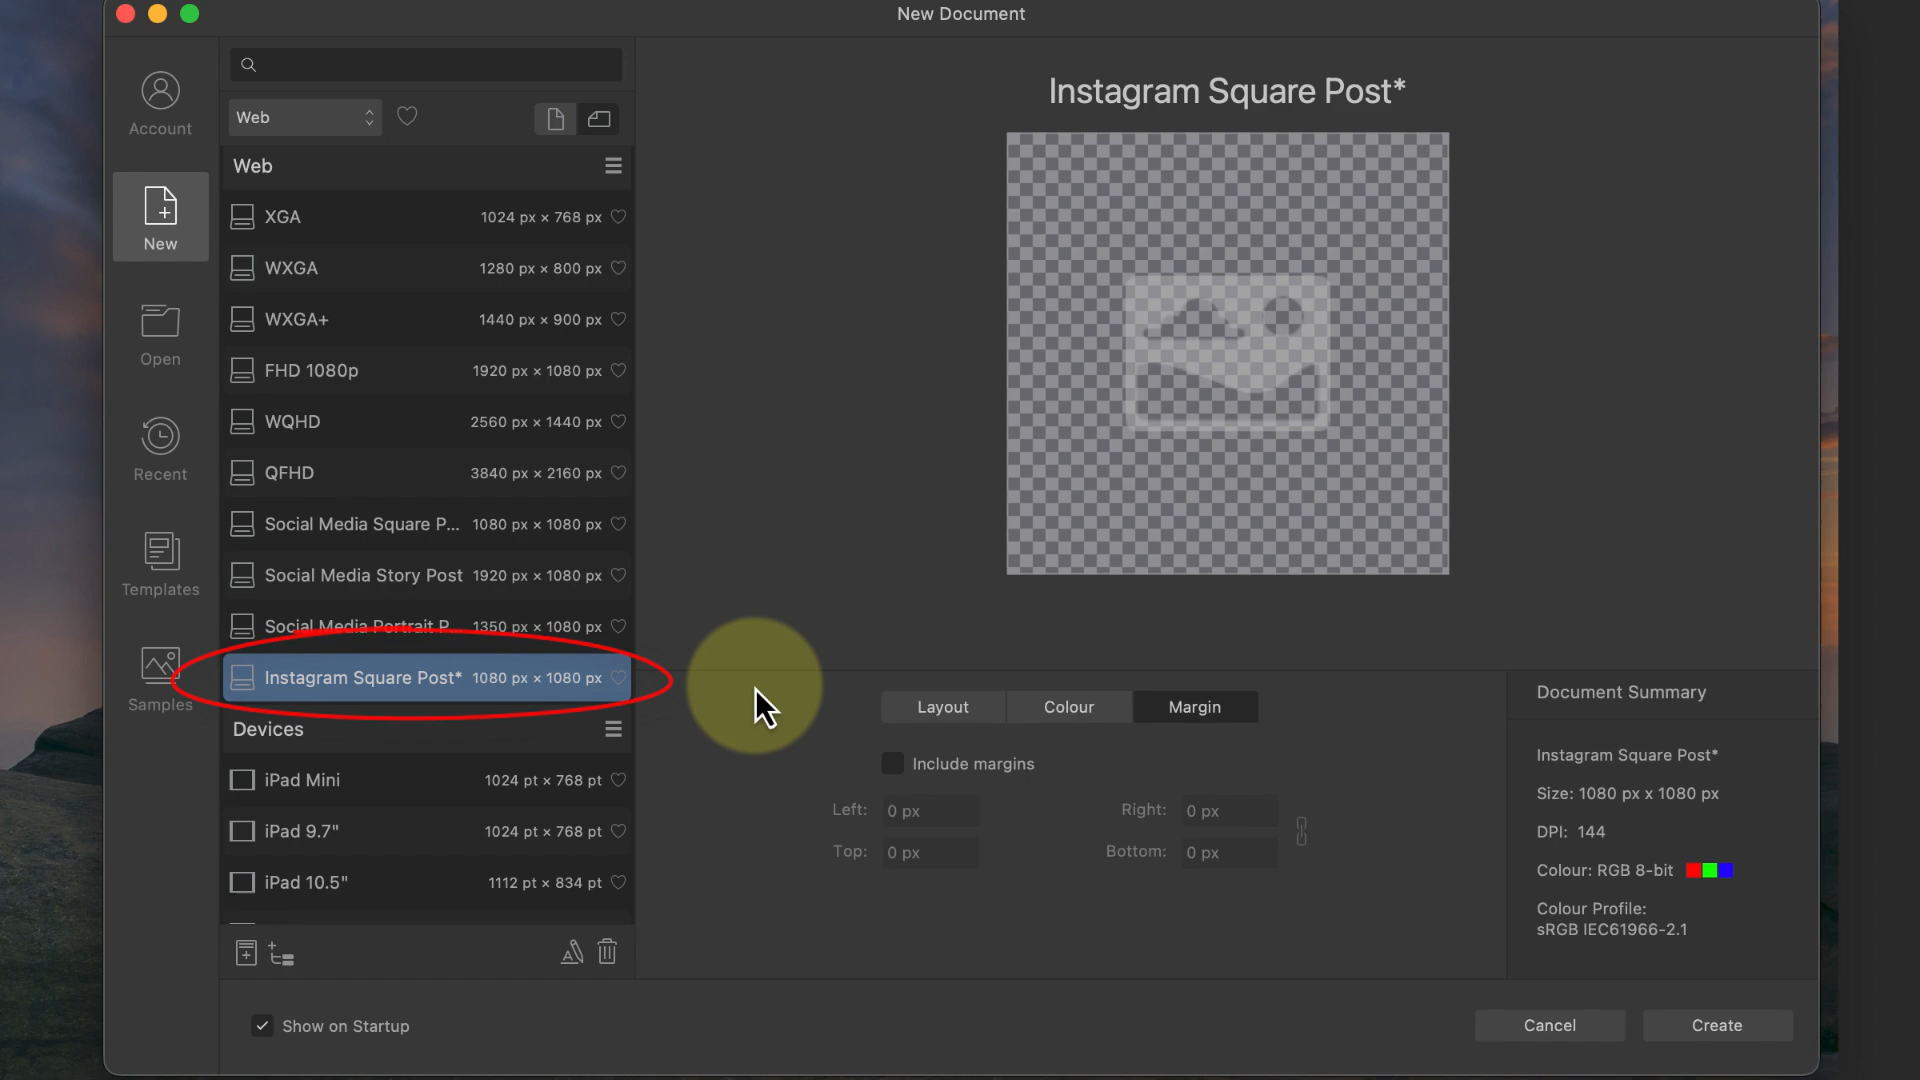 New Document
Account
New
Open
Recent
Templates
Samples
Web
Web
XGA 1024 px × 768 px
WXGA 1280 px × 800 px
WXGA+ 1440 px × 900 px
FHD 1080p 1920 px × 1080 px
WQHD 2560 px × 1440 px
QFHD 3840 px × 2160 px
Social Media Square P... 1080 px × 1080 px
Social Media Story Post 1920 px × 1080 px
Social Media Portrait P... 1350 px × 1080 px
Instagram Square Post* 1080 px × 1080 px
Devices
iPad Mini 1024 pt × 768 pt
iPad 9.7" 1024 pt × 768 pt
iPad 10.5" 1112 pt × 834 pt
Show on Startup
Instagram Square Post*
Layout Colour Margin
Include margins
Left: 0 px Right: 0 px
Top: 0 px Bottom: 0 px
Document Summary
Instagram Square Post*
Size: 1080 px x 1080 px
DPI: 144
Colour: RGB 8-bit
Colour Profile:
sRGB IEC61966-2.1
Cancel Create